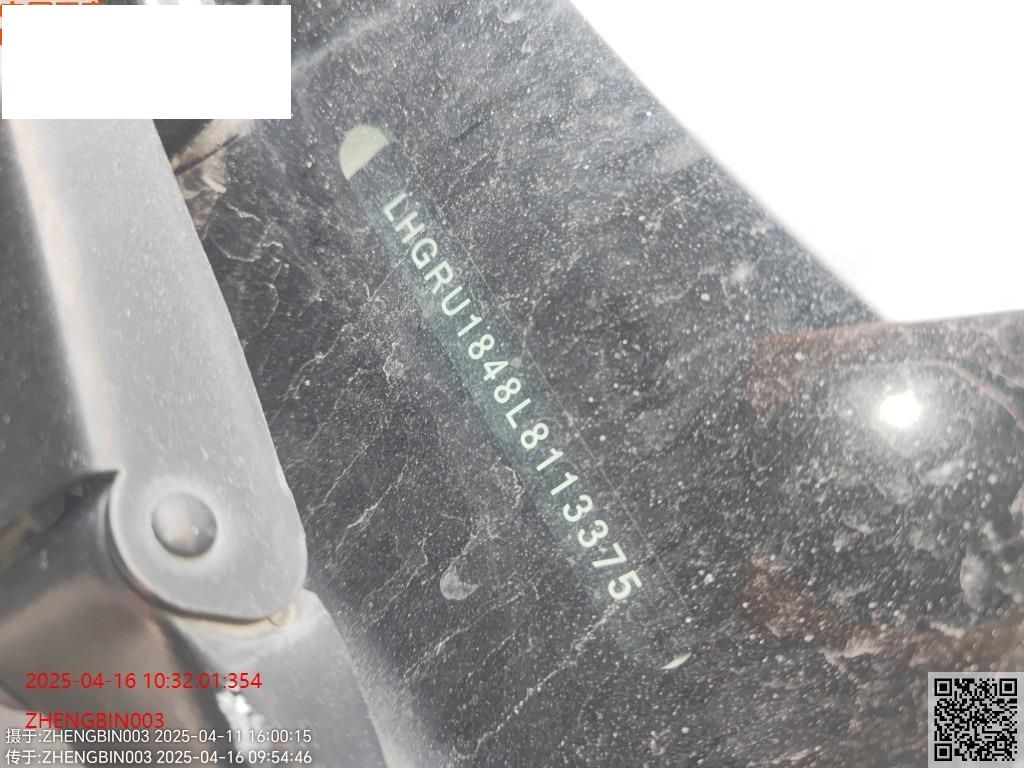 LHGRU1848L8113375
2025-04-16 10:32:01:354
ZHENGBIN003
摄于:ZHENGBIN003 2025-04-11 16:00:15
传于:ZHENGBIN003 2025-04-16 09:54:46